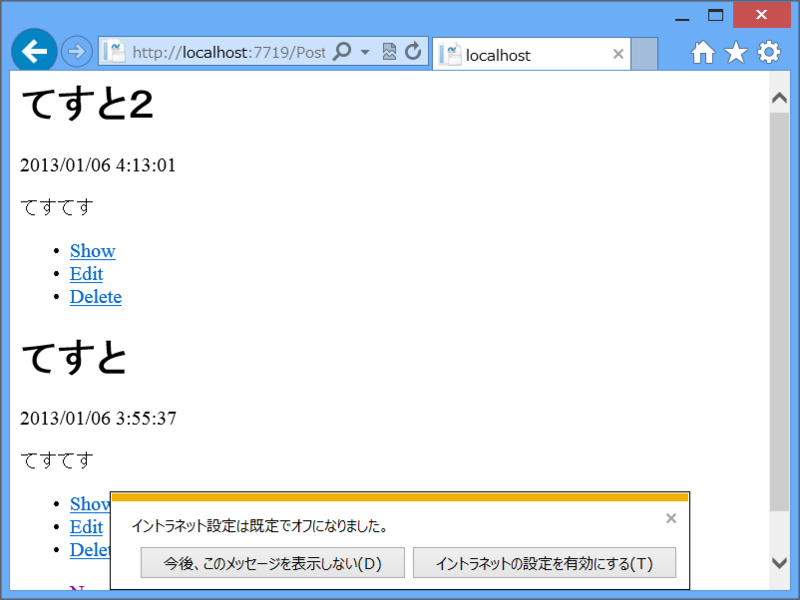 http://localhost:7719/Post
localhost
てすと2
2013/01/06 4:13:01
てすてす
Show
Edit
Delete
てすと
2013/01/06 3:55:37
てすてす
Show
Edit
Delet
イントラネット設定は既定でオフになりました。
今後、このメッセージを表示しない(D)
イントラネットの設定を有効にする(T)